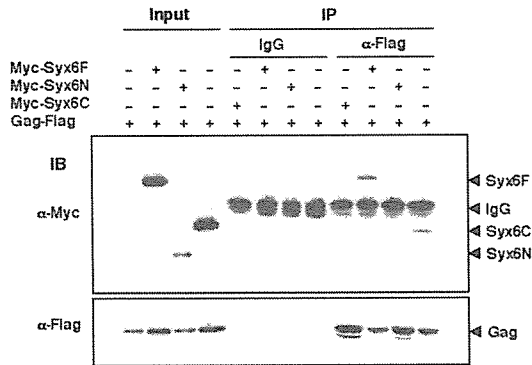 Input IP
IgG α-Flag
Myc-Syx6F – + – – – + – – – + – –
Myc-Syx6N – – + – – – + – – – + –
Myc-Syx6C – – – – + – – – + – – –
Gag-Flag + + + + + + + + + + + +
IB
Syx6F
α-Myc
IgG
Syx6C
Syx6N
α-Flag
Gag